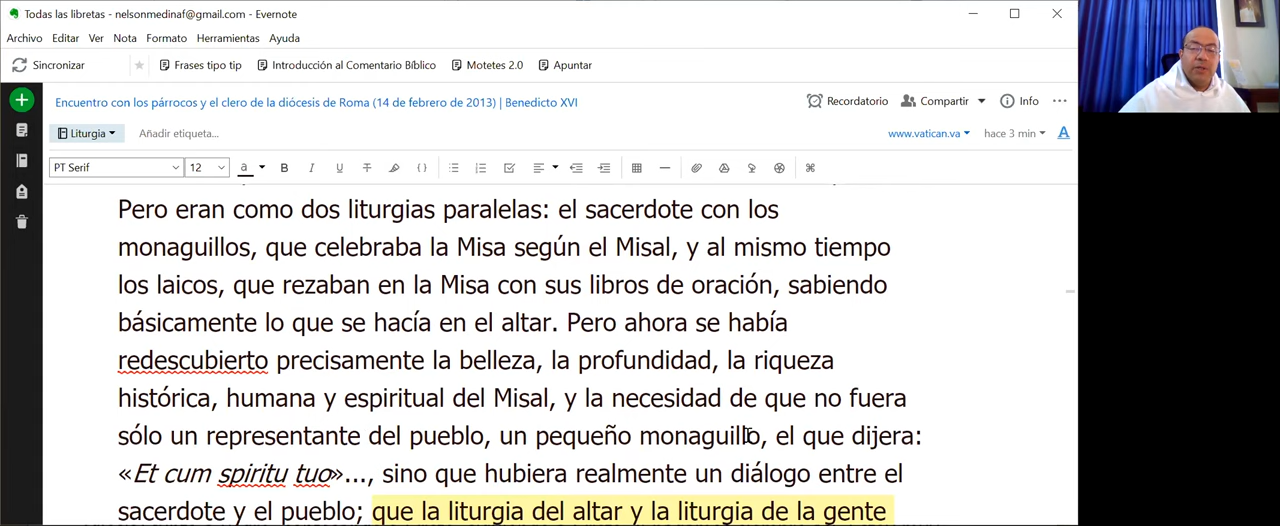 Todas las libretas - nelsonmedinaf@gmail.com - Evernote
Archivo Editar Ver Nota Formato Herramientas Ayuda
Sincronizar Frases tipo tip Introducción al Comentario Bíblico Motetes 2.0 Apuntar
Encuentro con los párrocos y el clero de la diócesis de Roma (14 de febrero de 2013) | Benedicto XVI Recordatorio Compartir Info
Liturgia Añadir etiqueta... www.vatican.va hace 3 min A
PT Serif 12 a B I U T
Pero eran como dos liturgias paralelas: el sacerdote con los
monaguillos, que celebraba la Misa según el Misal, y al mismo tiempo
los laicos, que rezaban en la Misa con sus libros de oración, sabiendo
básicamente lo que se hacía en el altar. Pero ahora se había
redescubierto precisamente la belleza, la profundidad, la riqueza
histórica, humana y espiritual del Misal, y la necesidad de que no fuera
sólo un representante del pueblo, un pequeño monaguillo, el que dijera:
«Et cum spiritu tuo»..., sino que hubiera realmente un diálogo entre el
sacerdote y el pueblo; que la liturgia del altar y la liturgia de la gente